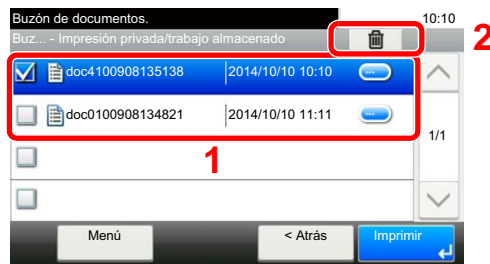 Buzón de documentos.
10:10
Buz... - Impresión privada/trabajo almacenado
2
doc4100908135138 2014/10/10 10:10
doc0100908134821 2014/10/10 11:11
1/1
1
Menú < Atrás Imprimir